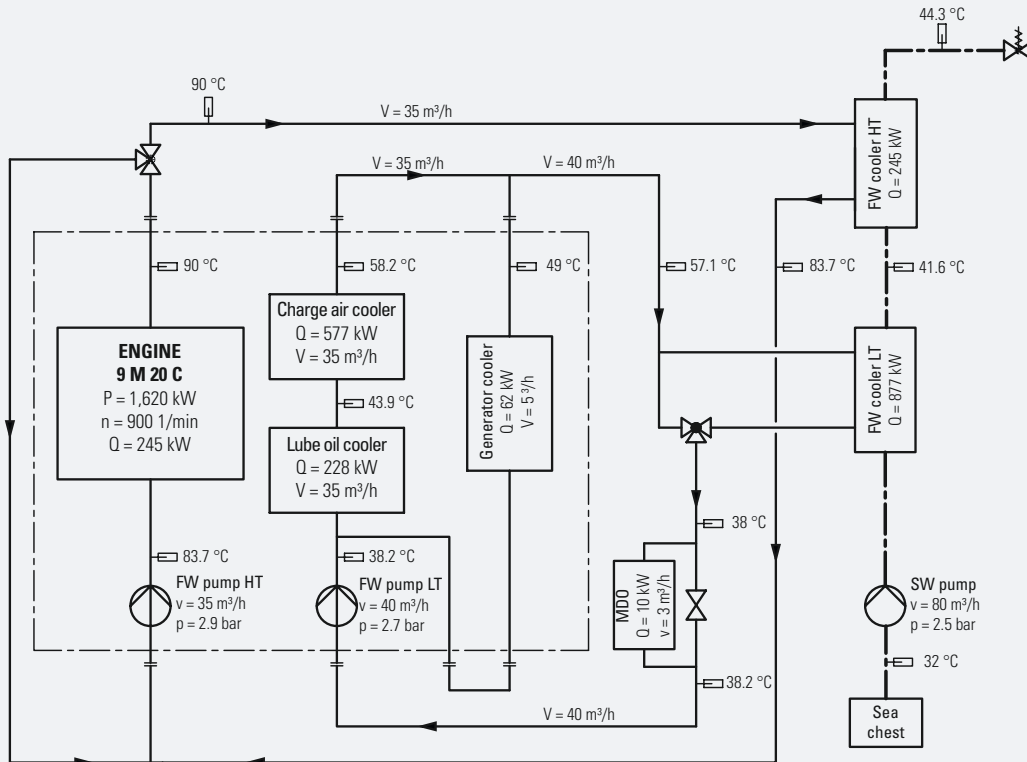 44.3 °C
90 °C
V = 35 m³/h
V = 35 m³/h
V = 40 m³/h
FW cooler HT
Q = 245 kW
90 °C
58.2 °C
49 °C
57.1 °C
83.7 °C
41.6 °C
ENGINE
9 M 20 C
P = 1,620 kW
n = 900 1/min
Q = 245 kW
Charge air cooler
Q = 577 kW
V = 35 m³/h
43.9 °C
Lube oil cooler
Q = 228 kW
V = 35 m³/h
Generator cooler
Q = 62 kW
V = 5 ³/h
FW cooler LT
Q = 877 kW
38 °C
83.7 °C
38.2 °C
FW pump HT
v = 35 m³/h
p = 2.9 bar
FW pump LT
v = 40 m³/h
p = 2.7 bar
MDO
Q = 10 kW
v = 3 m³/h
SW pump
v = 80 m³/h
p = 2.5 bar
32 °C
38.2 °C
V = 40 m³/h
Sea
chest